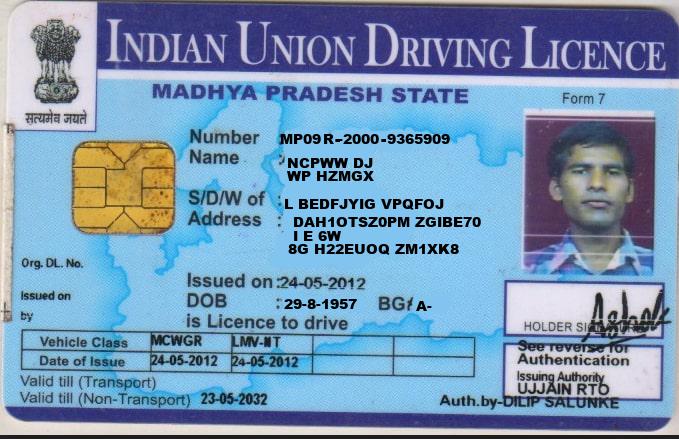 INDIAN UNION DRIVING LICENCE
सत्यमेव जयते
MADHYA PRADESH STATE
Form 7
Number MP09 R-2000-9365909
Name : NCPWW DJ
WP HZMGX
S/D/W of : L BEDFJYIG VPQFOJ
Address : DAH1OTSZ0PM ZGIBE70
I E 6W
8G H22EUOQ ZM1XK8
Org. DL. No.
Issued on :24-05-2012
Issued on
DOB :29-8-1957 BG/ A-
by
is Licence to drive
HOLDER SIGNATURE
Vehicle Class MCWGR LMV-NT
Date of Issue 24-05-2012 24-05-2012
See reverse for
Authentication
Issuing Authority
UJJAIN RTO
Valid till (Transport)
Valid till (Non-Transport) 23-05-2032
Auth.by-DILIP SALUNKE